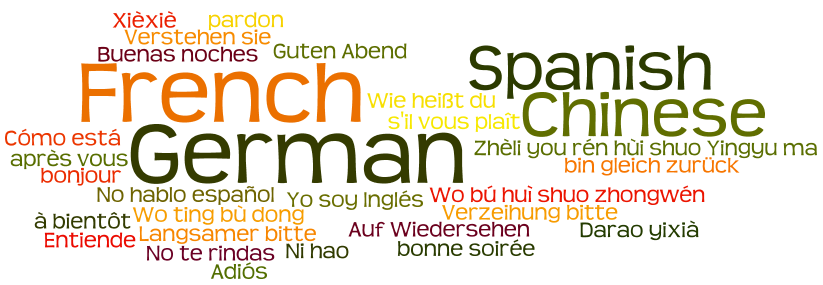 Xièxiè
pardon
Verstehen sie
Buenas noches
Guten Abend
French
Spanish
Wie heißt du
Chinese
s'il vous plaît
Cómo está
German
Zhèli you rén hùi shuo Yingyu ma
après vous
bin gleich zurück
bonjour
No hablo español
Yo soy Inglés
Wo bú huì shuo zhongwén
à bientôt
Wo ting bù dong
Verzeihung bitte
Entiende
Langsamer bitte
Auf Wiedersehen
Darao yixià
No te rindas
Ni hao
bonne soirée
Adiós